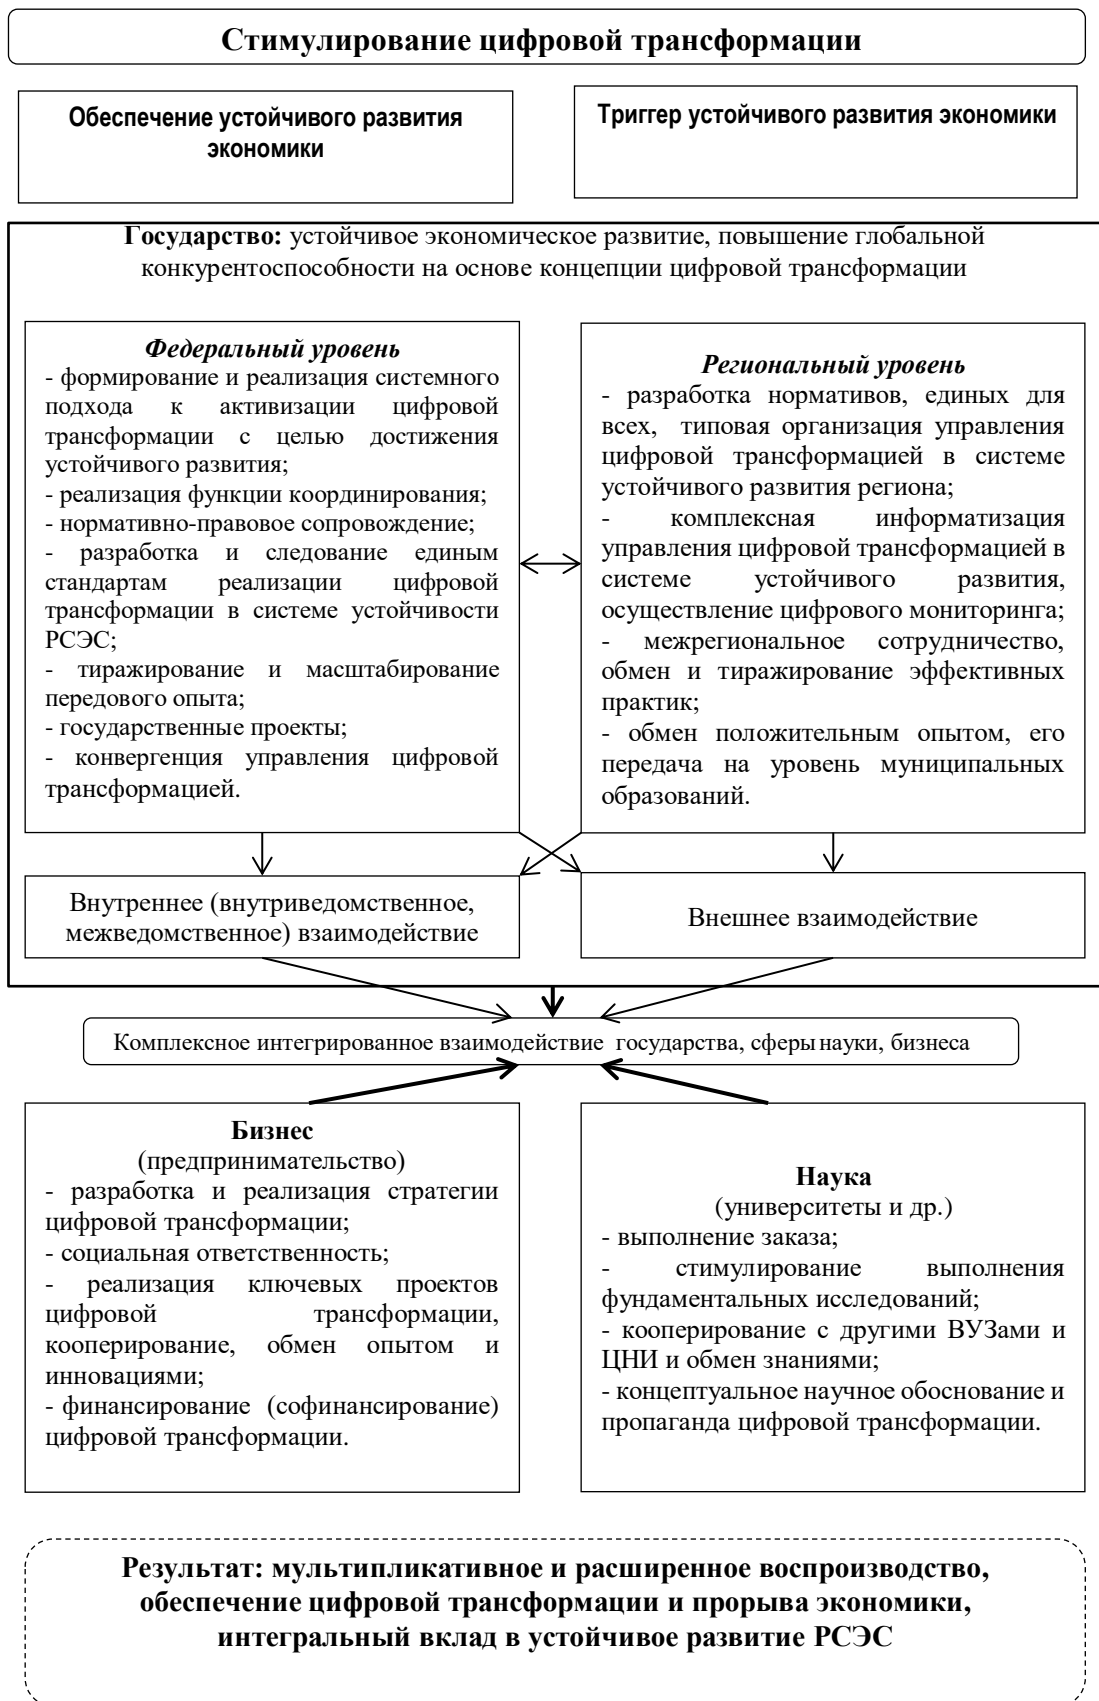 Стимулирование цифровой трансформации
Обеспечение устойчивого развития
экономики
Триггер устойчивого развития экономики
Государство: устойчивое экономическое развитие, повышение глобальной
конкурентоспособности на основе концепции цифровой трансформации
Федеральный уровень
- формирование и реализация системного
подхода к активизации цифровой
трансформации с целью достижения
устойчивого развития;
- реализация функции координирования;
- нормативно-правовое сопровождение;
- разработка и следование единым
стандартам реализации цифровой
трансформации в системе устойчивости
РСЭС;
- тиражирование и масштабирование
передового опыта;
- государственные проекты;
- конвергенция управления цифровой
трансформацией.
Региональный уровень
- разработка нормативов, единых для
всех, типовая организация управления
цифровой трансформацией в системе
устойчивого развития региона;
- комплексная информатизация
управления цифровой трансформацией в
системе устойчивого развития,
осуществление цифрового мониторинга;
- межрегиональное сотрудничество,
обмен и тиражирование эффективных
практик;
- обмен положительным опытом, его
передача на уровень муниципальных
образований.
Внутреннее (внутриведомственное,
межведомственное) взаимодействие
Внешнее взаимодействие
Комплексное интегрированное взаимодействие государства, сферы науки, бизнеса
Бизнес
(предпринимательство)
- разработка и реализация стратегии
цифровой трансформации;
- социальная ответственность;
- реализация ключевых проектов
цифровой трансформации,
кооперирование, обмен опытом и
инновациями;
- финансирование (софинансирование)
цифровой трансформации.
Наука
(университеты и др.)
- выполнение заказа;
- стимулирование выполнения
фундаментальных исследований;
- кооперирование с другими ВУЗами и
ЦНИ и обмен знаниями;
- концептуальное научное обоснование и
пропаганда цифровой трансформации.
Результат: мультипликативное и расширенное воспроизводство,
обеспечение цифровой трансформации и прорыва экономики,
интегральный вклад в устойчивое развитие РСЭС